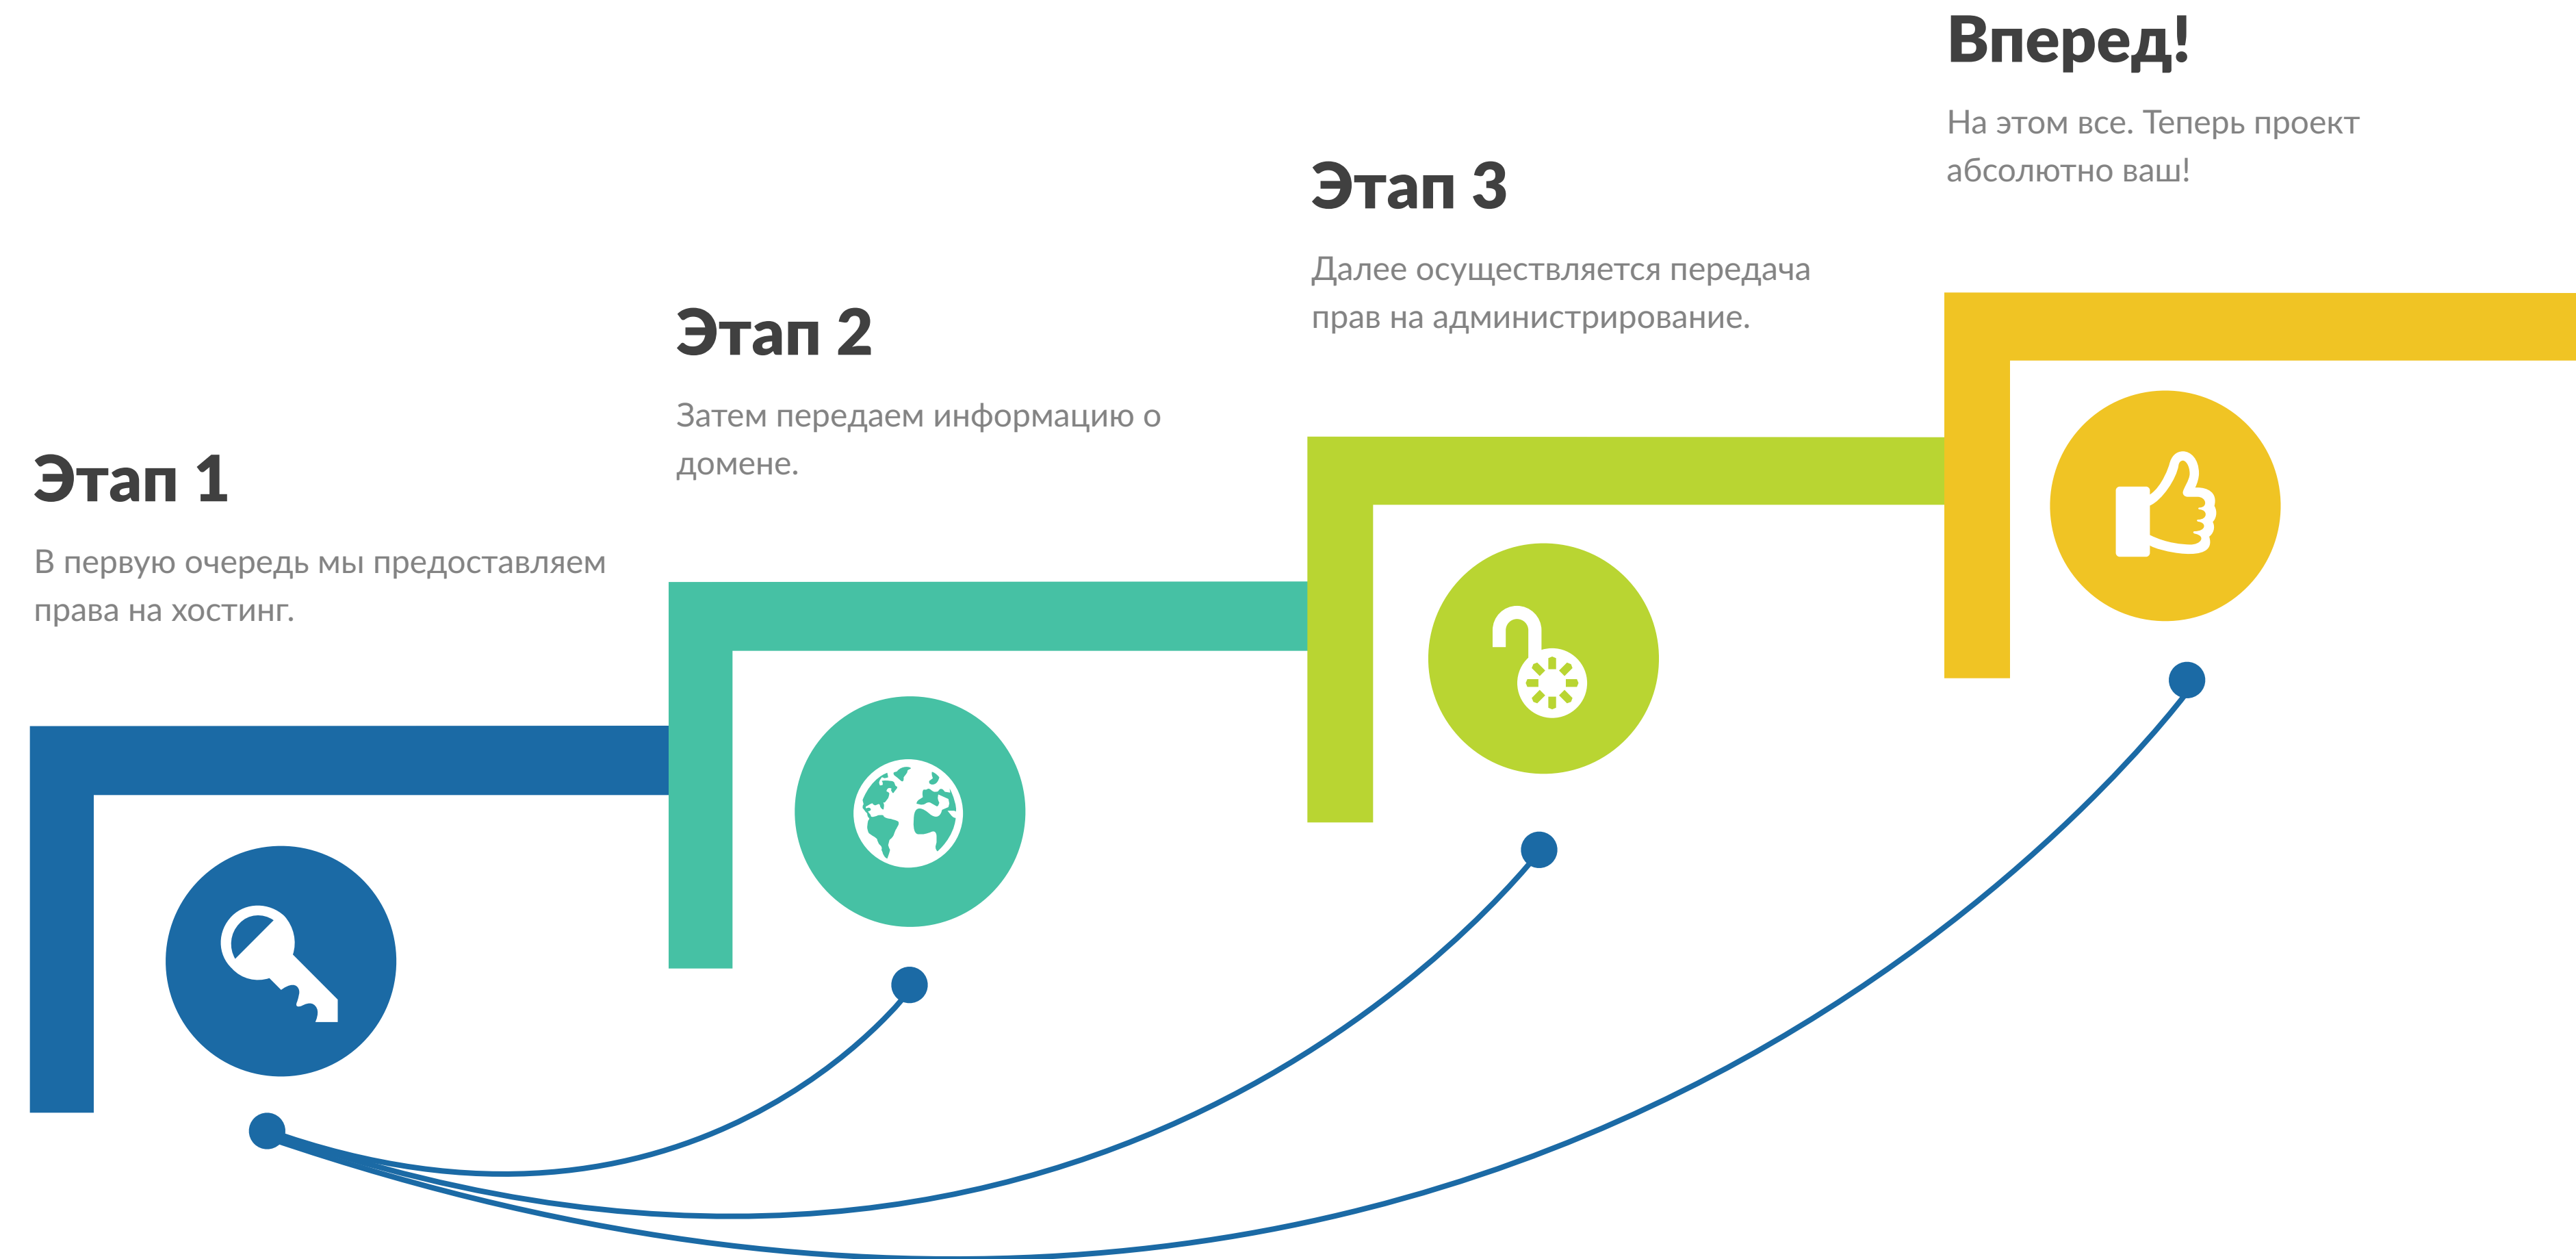 Этап 1
В первую очередь мы предоставляем
права на хостинг.
Этап 2
Затем передаем информацию о
домене.
Этап 3
Далее осуществляется передача
прав на администрирование.
Вперед!
На этом все. Теперь проект
абсолютно ваш!